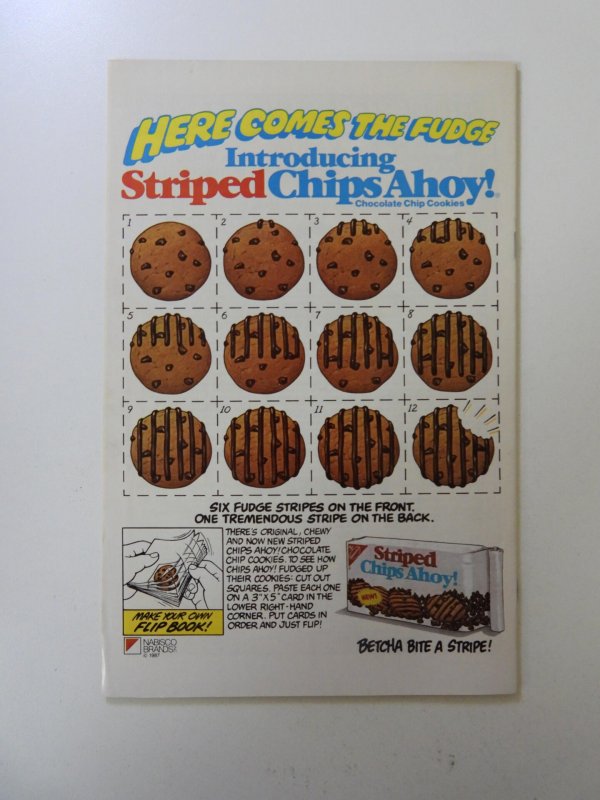 HERE COMES THE FUDGE
Introducing
Striped Chips Ahoy!
Chocolate Chip Cookies
1 2 3 4
5 6 7 8
9 10 11 12
SIX FUDGE STRIPES ON THE FRONT.
ONE TREMENDOUS STRIPE ON THE BACK.
THERE'S ORIGINAL, CHEWY
AND NOW NEW STRIPED
CHIPS AHOY! CHOCOLATE
CHIP COOKIES. TO SEE HOW
CHIPS AHOY! FUDGED UP
THEIR COOKIES: CUT OUT
SQUARES. PASTE EACH ONE
ON A 3"X5" CARD IN THE
LOWER RIGHT-HAND
CORNER. PUT CARDS IN
ORDER AND JUST FLIP!
MAKE YOUR OWN
FLIP BOOK!
Striped
Chips Ahoy!
NEW!
NABISCO
BRANDS
© 1987
BETCHA BITE A STRIPE!